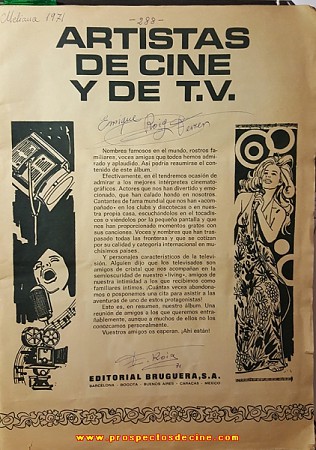 1971
-288-
ARTISTAS
DE CINE
Y DE T.V.
Enrique Roig
Nombres famosos en el mundo, rostros fa-
miliares, voces amigas que todos hemos admi-
rado y aplaudido. Así podría resumirse el con-
tenido de este álbum.
Efectivamente, en él tendremos ocasión de
admirar a los mejores intérpretes cinemato-
gráficos. Actores que nos han divertido y emo-
cionado, que han calado hondo en nosotros.
Cantantes de fama mundial que nos han «acom-
pañado» en los clubs y discotecas o en nues-
tra propia casa, escuchándolos en el tocadis-
cos o viéndolos por la pequeña pantalla y que
nos han proporcionado momentos gratos con
sus canciones. Voces y nombres que han tras-
pasado todas las fronteras y que se cotizan
por su calidad y categoría internacional en mu-
chísimos países.
Y personajes característicos de la televi-
sión. Alguien dijo que los televisados son
amigos de cristal que nos acompañan en la
semioscuridad de nuestro «living», amigos de
nuestra intimidad a los que recibimos como
familiares íntimos. ¡Cuántas veces abandona-
mos o posponemos una cita para asistir a las
aventuras de uno de estos protagonistas!
Esto es, en resumen, nuestro álbum. Una
reunión de amigos a los que queremos entra-
ñablemente, aunque a muchos de ellos no los
conozcamos personalmente.
Vuestros amigos os esperan. ¡Ahí están!
E. Roig
71
EDITORIAL BRUGUERA, S.A.
BARCELONA - BOGOTA - BUENOS AIRES - CARACAS - MEXICO
www.prospectosdecine.com